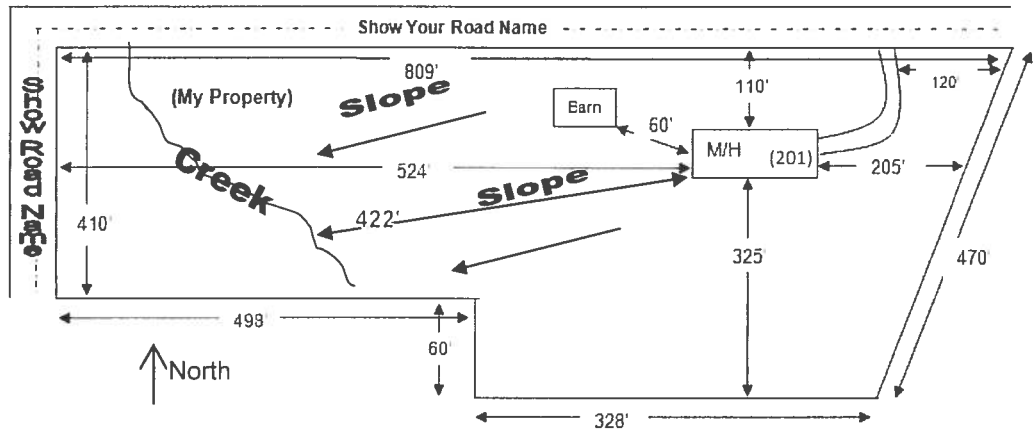 Show Your Road Name
Show Road Name
809'
(My Property)
Slope
110'
120'
Earn
60'
M/H
(201)
Creek
524'
205'
Slope
422'
410'
325'
470'
498'
60'
North
328'